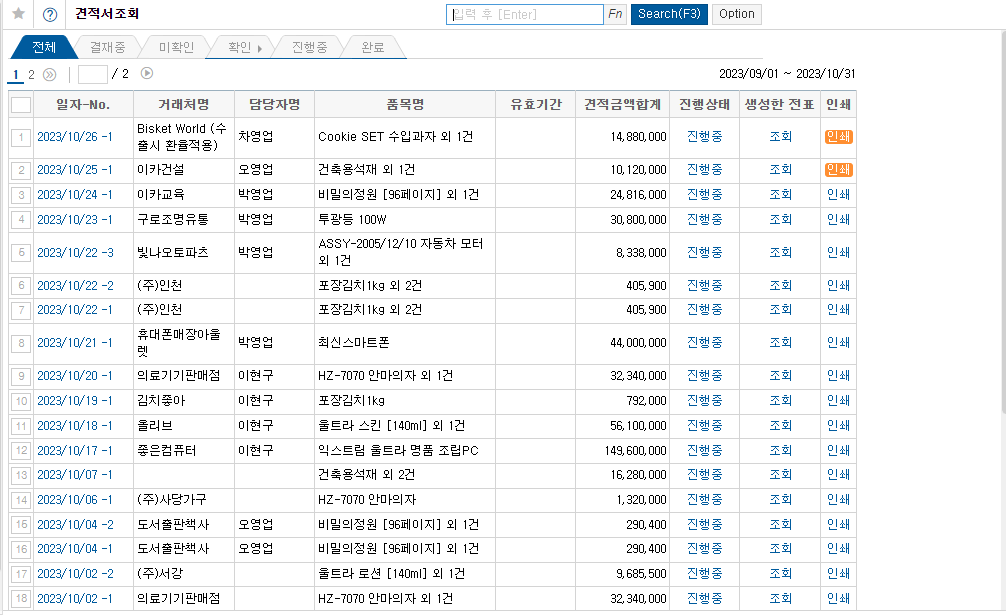 견적서조회 입력 후 [Enter] Fn Search(F3) Option
전체 결재중 미확인 확인 진행중 완료
1 2 / 2 2023/09/01 ~ 2023/10/31
일자-No. 거래처명 담당자명 품목명 유효기간 견적금액합계 진행상태 생성한 전표 인쇄
1 2023/10/26 -1 Bisket World (수출시 환율적용) 차영업 Cookie SET 수입과자 외 1건 14,880,000 진행중 조회 인쇄
2 2023/10/25 -1 이카건설 오영업 건축용석재 외 1건 10,120,000 진행중 조회 인쇄
3 2023/10/24 -1 이카교육 박영업 비밀의정원 [96페이지] 외 1건 24,816,000 진행중 조회 인쇄
4 2023/10/23 -1 구로조명유통 박영업 투광등 100W 30,800,000 진행중 조회 인쇄
5 2023/10/22 -3 빛나오토파츠 박영업 ASSY-2005/12/10 자동차 모터 외 1건 8,338,000 진행중 조회 인쇄
6 2023/10/22 -2 (주)인천 포장김치1kg 외 2건 405,900 진행중 조회 인쇄
7 2023/10/22 -1 (주)인천 포장김치1kg 외 2건 405,900 진행중 조회 인쇄
8 2023/10/21 -1 휴대폰매장아울렛 박영업 최신스마트폰 44,000,000 진행중 조회 인쇄
9 2023/10/20 -1 의료기기판매점 이현구 HZ-7070 안마의자 외 1건 32,340,000 진행중 조회 인쇄
10 2023/10/19 -1 김치좋아 이현구 포장김치1kg 792,000 진행중 조회 인쇄
11 2023/10/18 -1 올리브 이현구 울트라 스킨 [140ml] 외 1건 56,100,000 진행중 조회 인쇄
12 2023/10/17 -1 좋은컴퓨터 이현구 익스트림 울트라 명품 조립PC 149,600,000 진행중 조회 인쇄
13 2023/10/07 -1 건축용석재 외 2건 16,280,000 진행중 조회 인쇄
14 2023/10/06 -1 (주)사당가구 HZ-7070 안마의자 1,320,000 진행중 조회 인쇄
15 2023/10/04 -2 도서출판책사 오영업 비밀의정원 [96페이지] 외 1건 290,400 진행중 조회 인쇄
16 2023/10/04 -1 도서출판책사 오영업 비밀의정원 [96페이지] 외 1건 290,400 진행중 조회 인쇄
17 2023/10/02 -2 (주)서강 울트라 로션 [140ml] 외 1건 9,685,500 진행중 조회 인쇄
18 2023/10/02 -1 의료기기판매점 HZ-7070 안마의자 외 1건 32,340,000 진행중 조회 인쇄